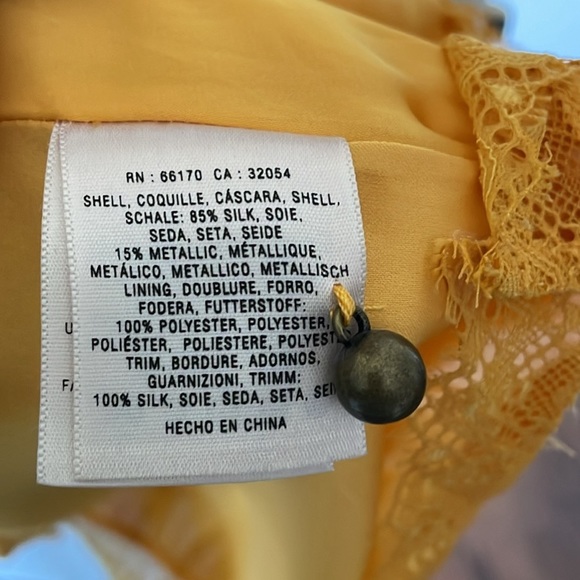 RN : 66170 CA : 32054
SHELL, COQUILLE, CÁSCARA, SHELL,
SCHALE: 85% SILK, SOIE,
SEDA, SETA, SEIDE
15% METALLIC, MÉTALLIQUE,
METÁLICO, METALLICO, METALLISCH
LINING, DOUBLURE, FORRO,
FODERA, FUTTERSTOFF:
100% POLYESTER, POLYESTER,
POLIÉSTER, POLIESTERE,
TRIM, BORDURE, ADORNOS,
GUARNIZIONI, TRIMM:
100% SILK, SOIE, SEDA, SETA,
HECHO EN CHINA